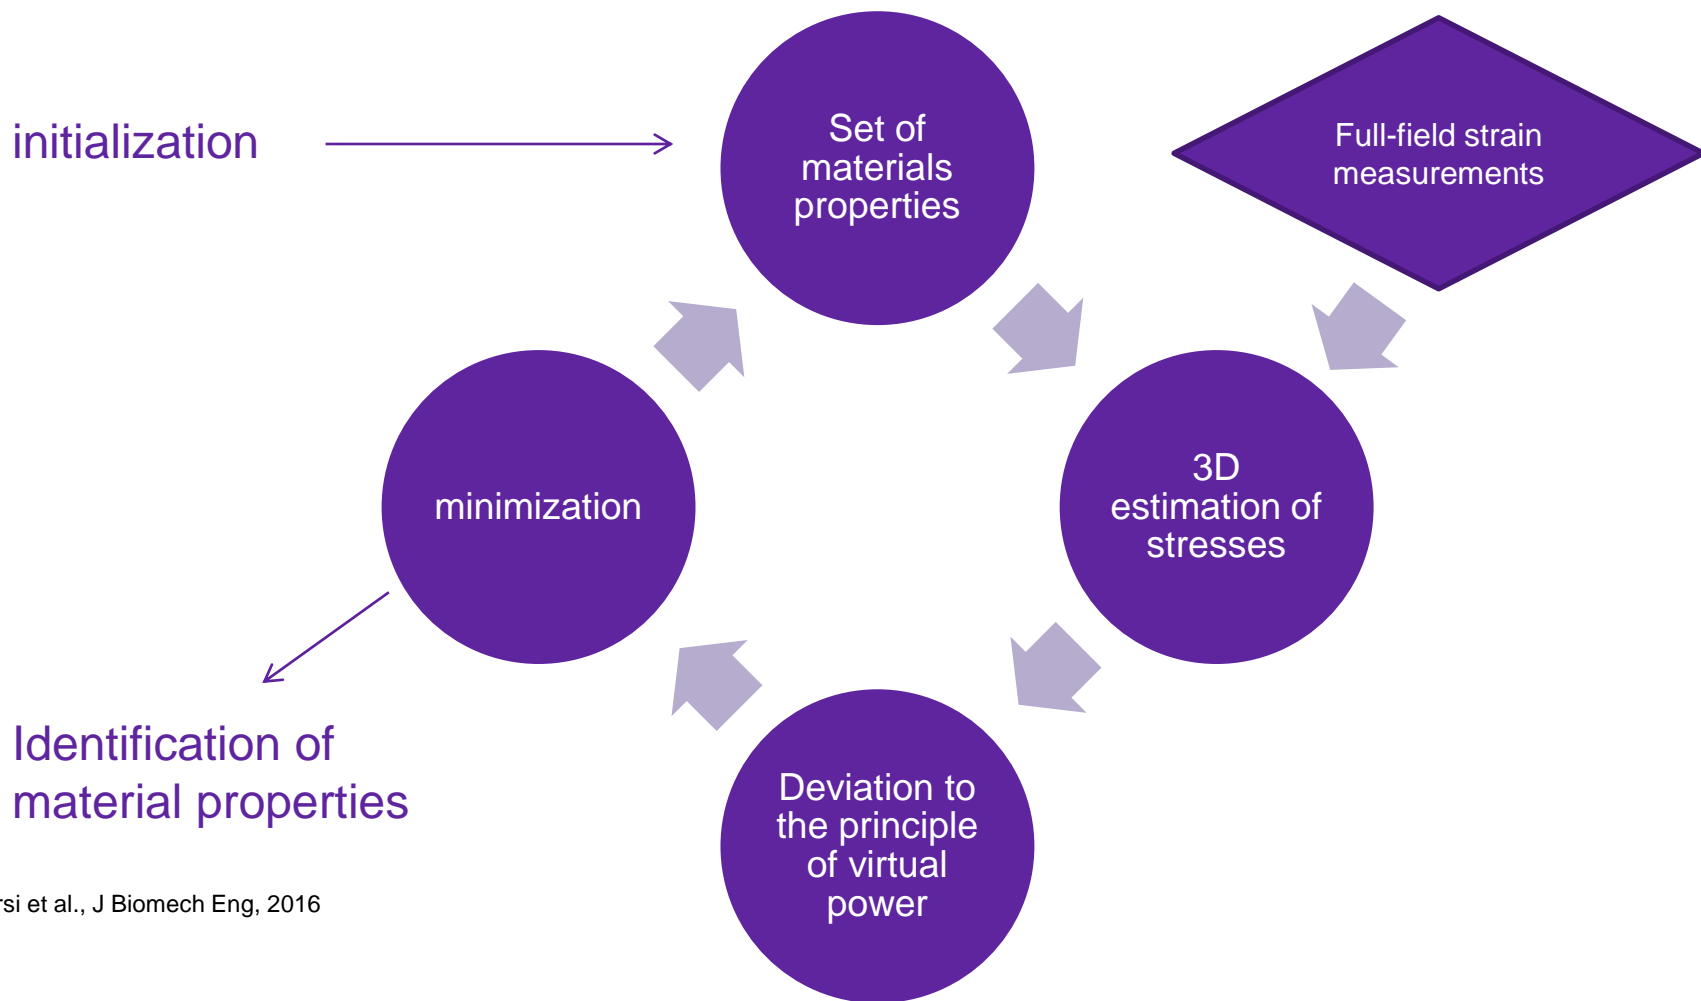 initialization
Set of
materials
properties
Full-field strain
measurements
minimization
3D
estimation of
stresses
Identification of
material properties
Deviation to
the principle
of virtual
power
et al., J Biomech Eng, 2016